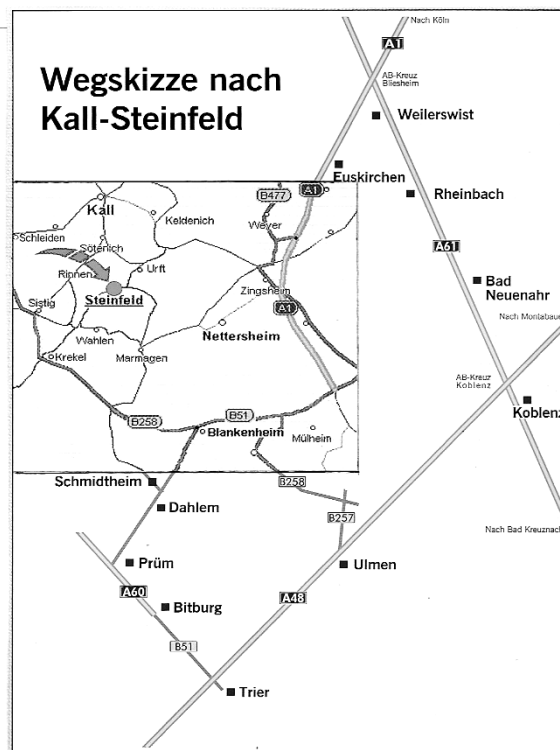 Wegskizze nach
Kall-Steinfeld
Nach Köln
A1
AB-Kreuz
Bliesheim
Weilerswist
Euskirchen
Rheinbach
A61
Bad
Neuenahr
Nach Montabauer
AB-Kreuz
Koblenz
Koblenz
Nach Bad Kreuznach
A1
B477
Kall
Keldenich
Weyer
Schleiden
Sötenich
Rinnen
Urft
Steinfeld
Zingsheim
A1
Sistig
Nettersheim
Wahlen
Krekel
Marmagen
B258
B51
Blankenheim
Mülheim
Schmidtheim
B258
Dahlem
B257
Prüm
Ulmen
A60
Bitburg
A48
B51
Trier